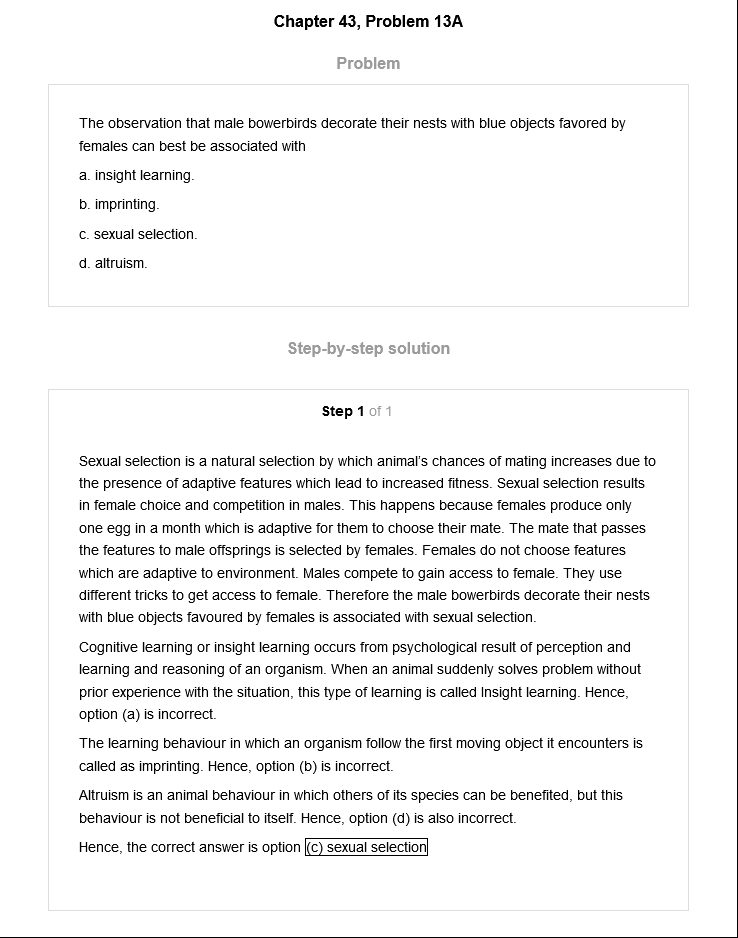 Chapter 43, Problem 13A
Problem
The observation that male bowerbirds decorate their nests with blue objects favored by
females can best be associated with
a. insight learning.
b. imprinting.
c. sexual selection.
d. altruism.
Step-by-step solution
Step 1 of 1
Sexual selection is a natural selection by which animal's chances of mating increases due to
the presence of adaptive features which lead to increased fitness. Sexual selection results
in female choice and competition in males. This happens because females produce only
one egg in a month which is adaptive for them to choose their mate. The mate that passes
the features to male offsprings is selected by females. Females do not choose features
which are adaptive to environment. Males compete to gain access to female. They use
different tricks to get access to female. Therefore the male bowerbirds decorate their nests
with blue objects favoured by females is associated with sexual selection.
Cognitive learning or insight learning occurs from psychological result of perception and
learning and reasoning of an organism. When an animal suddenly solves problem without
prior experience with the situation, this type of learning is called Insight learning. Hence,
option (a) is incorrect.
The learning behaviour in which an organism follow the first moving object it encounters is
called as imprinting. Hence, option (b) is incorrect.
Altruism is an animal behaviour in which others of its species can be benefited, but this
behaviour is not beneficial to itself. Hence, option (d) is also incorrect.
Hence, the correct answer is option (c) sexual selection